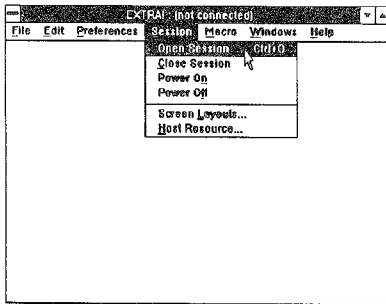 EXTRA! - [not connected]
File Edit Preferences Session Macro Windows Help
Open Session Ctrl+O
Close Session
Power On
Power Off
Screen Layouts...
Host Resource...